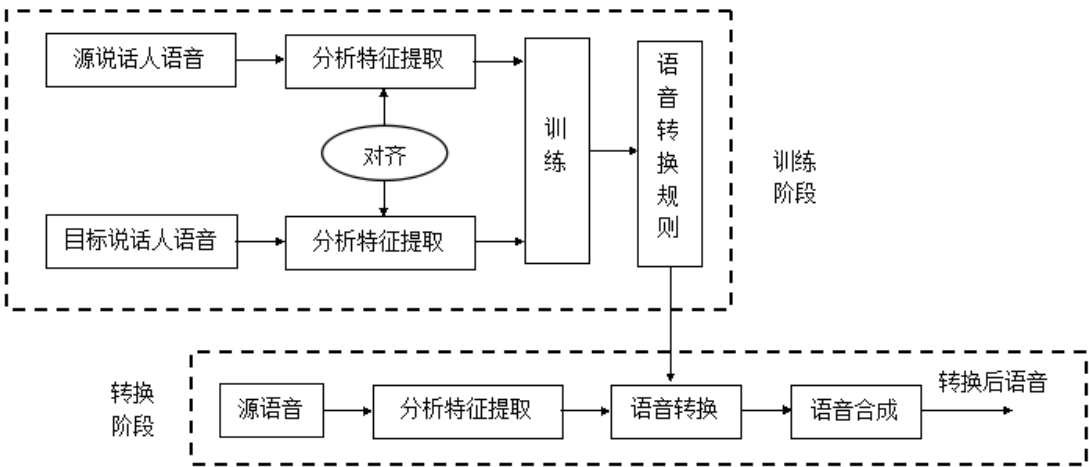 源说话人语音
分析特征提取
对齐
目标说话人语音
分析特征提取
训
练
语
音
转
换
规
则
训练
阶段
转换
阶段
源语音
分析特征提取
语音转换
语音合成
转换后语音